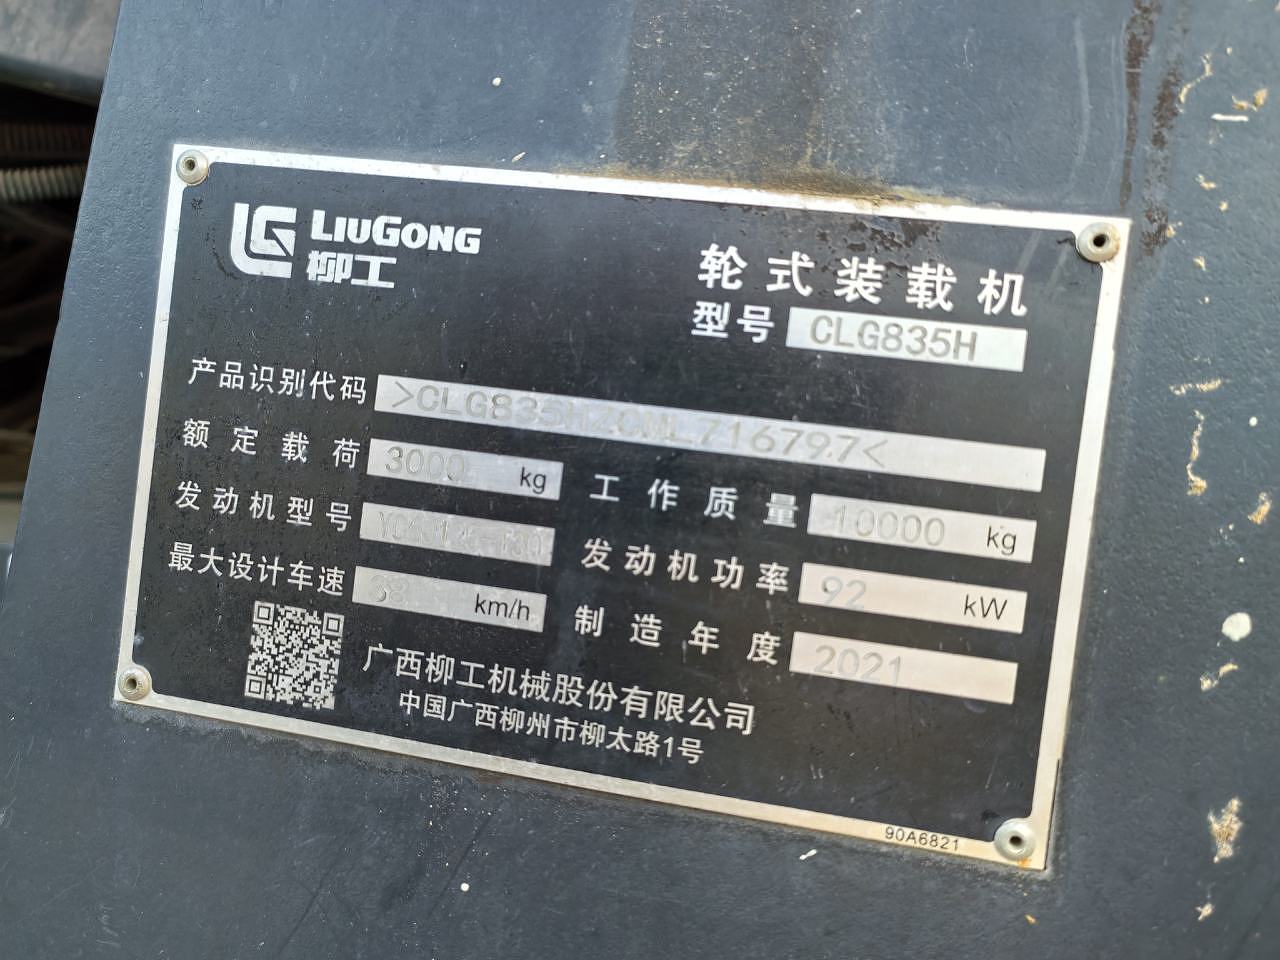 LIUGONG
柳工
轮式装载机
型号 CLG835H
产品识别代码 >CLG835HZCML716797<
额定载荷 3000 kg
工作质量 10000 kg
发动机型号
发动机功率 92 kW
最大设计车速 38 km/h
制造年度 2021
广西柳工机械股份有限公司
中国广西柳州市柳太路1号
90A6821